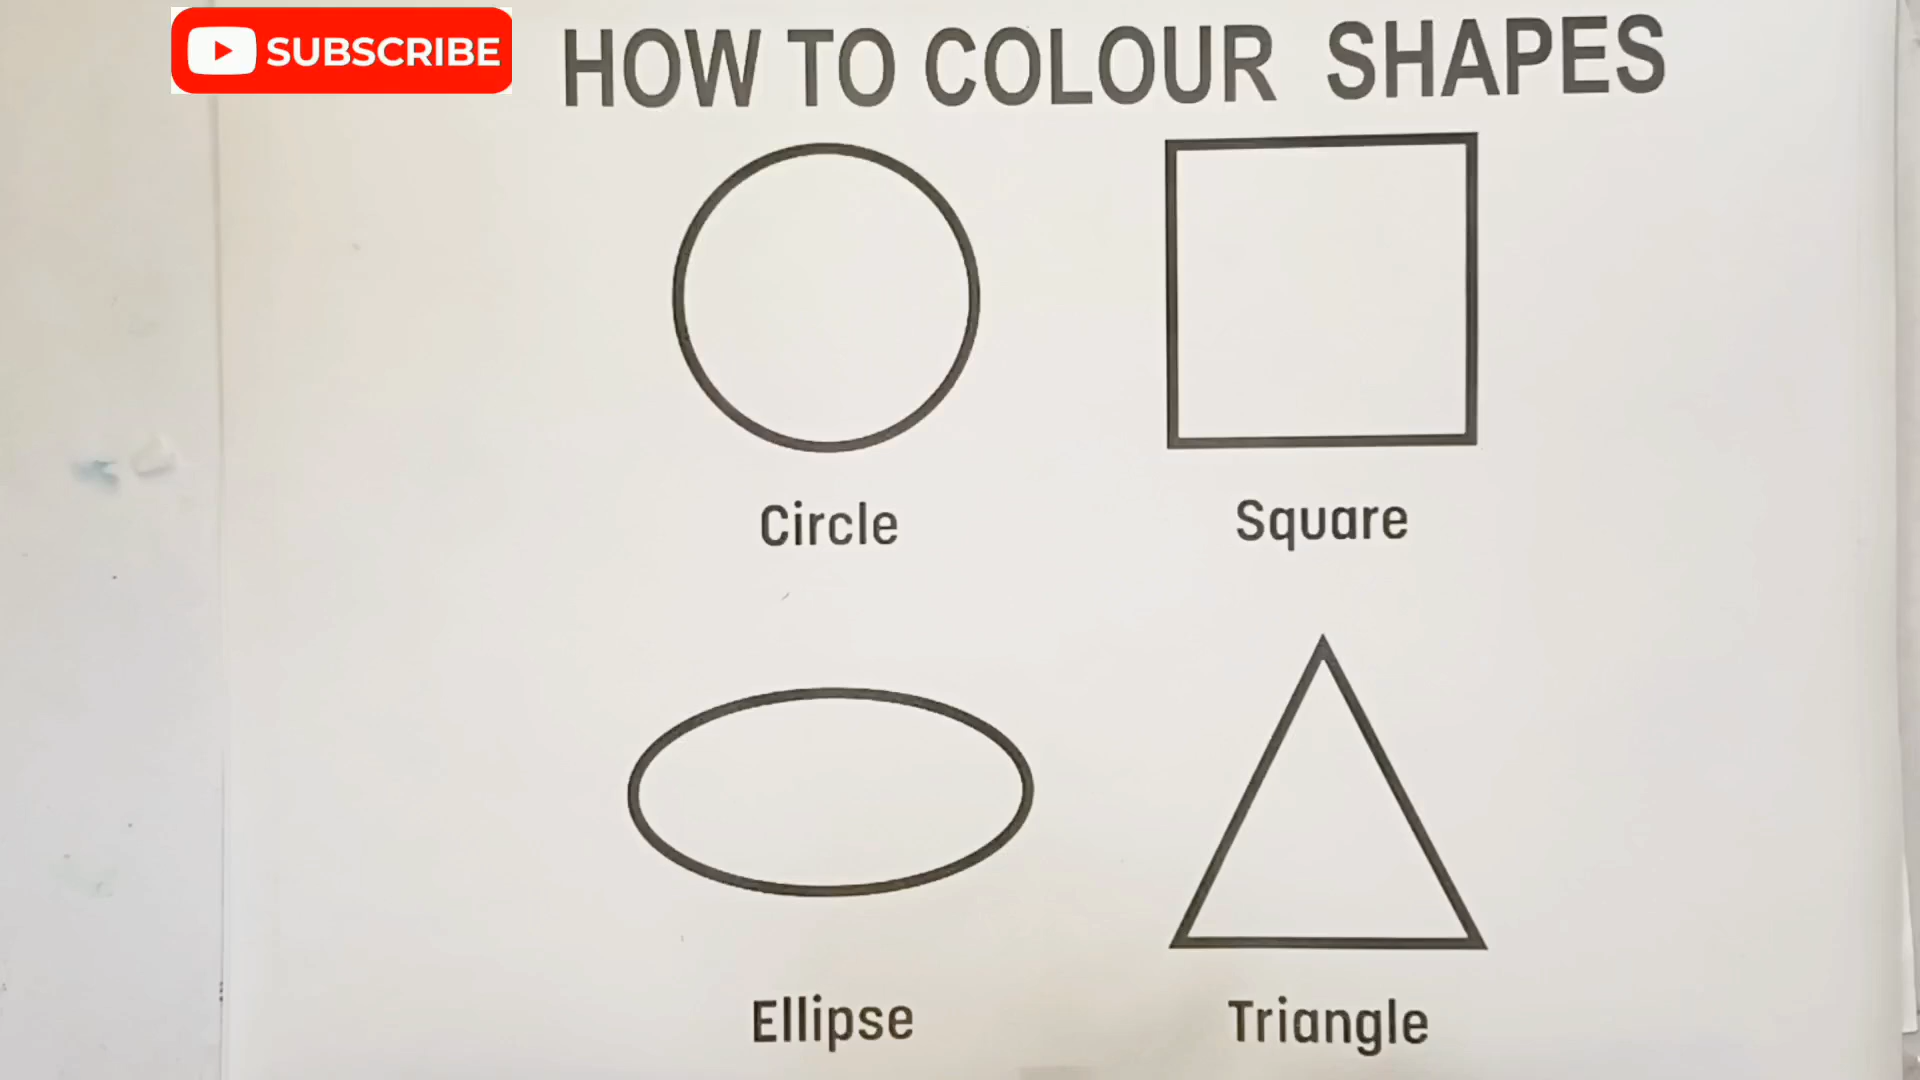 SUBSCRIBE
HOW TO COLOUR SHAPES
Circle
Square
Ellipse
Triangle